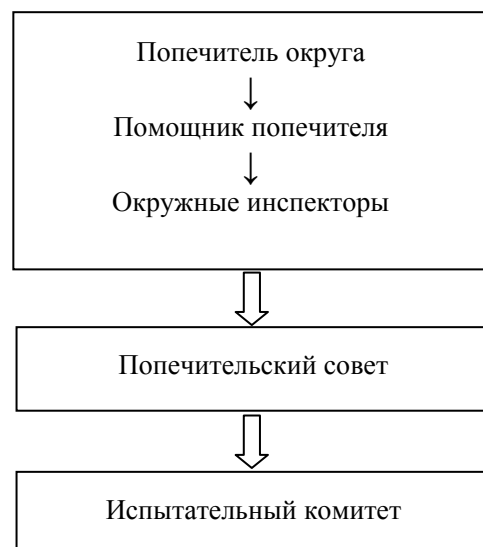 Попечитель округа
Помощник попечителя
Окружные инспекторы
Попечительский совет
Испытательный комитет